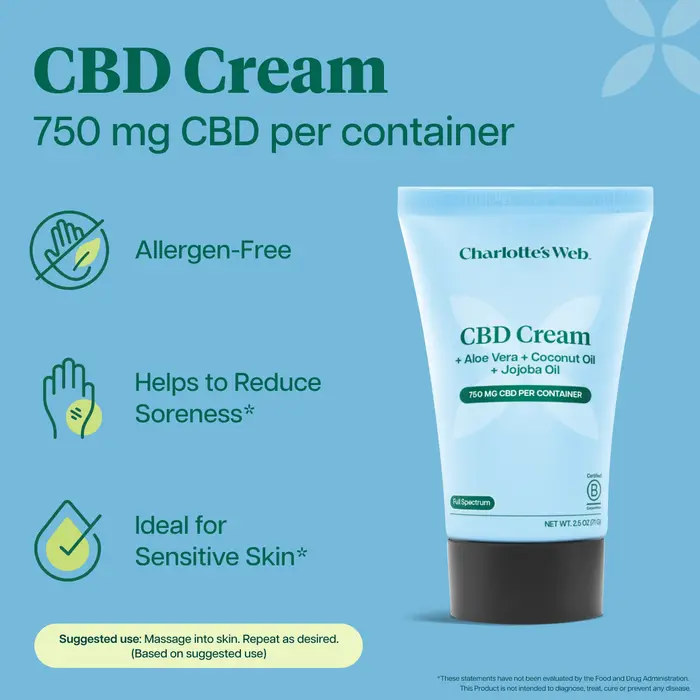 CBD Cream
750 mg CBD per container
Allergen-Free
Helps to Reduce
Soreness*
Ideal for
Sensitive Skin*
Suggested use: Massage into skin. Repeat as desired.
(Based on suggested use)
Charlotte's Web.
CBD Cream
+ Aloe Vera + Coconut Oil
+ Jojoba Oil
750 MG CBD PER CONTAINER
Full Spectrum
Certified
B
NET WT. 2.5 OZ (71 G)
*These statements have not been evaluated by the Food and Drug Administration.
This Product is not intended to diagnose, treat, cure or prevent any disease.